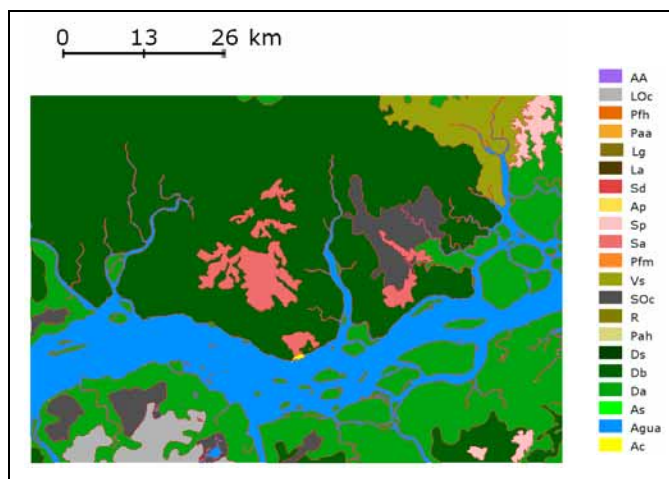 0 13 26 km
AA
LOc
Pfh
Paa
Lg
La
Sd
Ap
Sp
Sa
Pfm
Vs
SOc
R
Pah
Ds
Db
Da
As
Agua
Ac